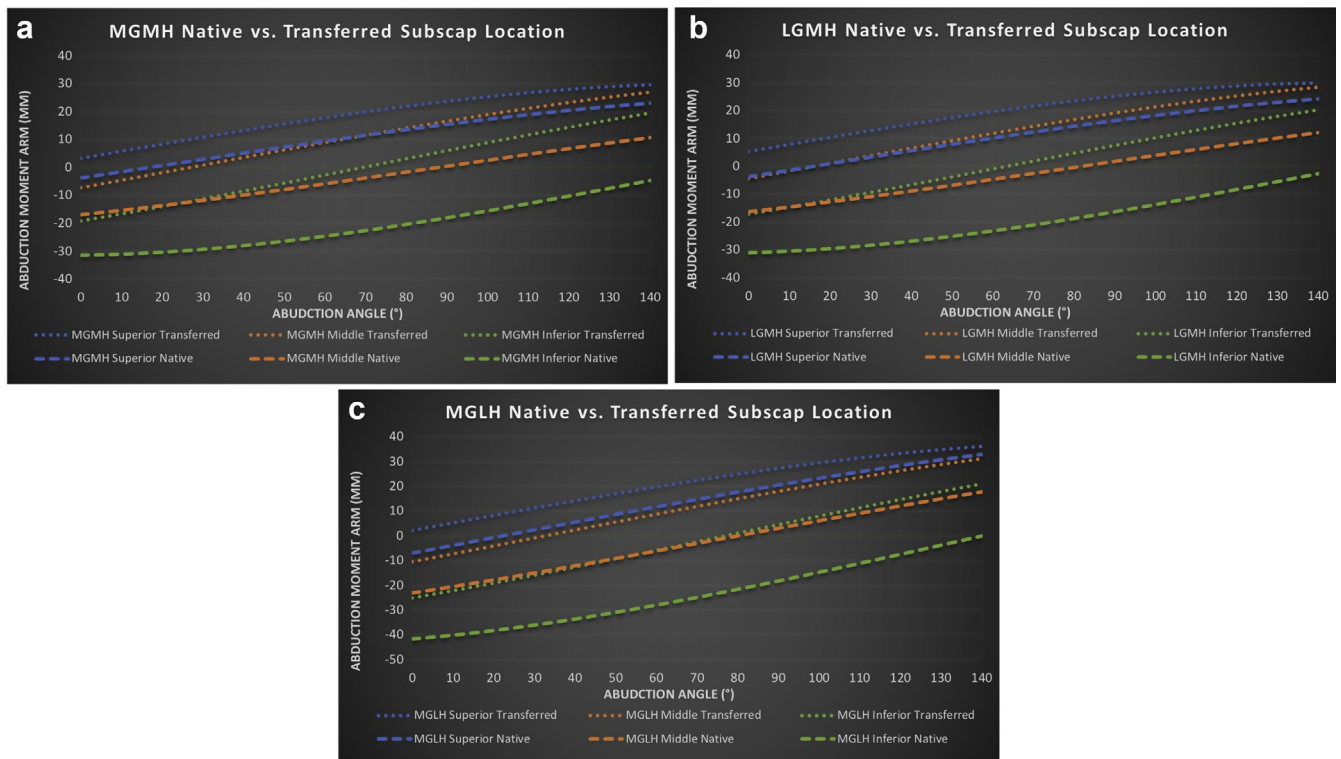 a
MGMH Native vs. Transferred Subscap Location
ABDUCTION MOMENT ARM (MM)
40
30
20
10
0
-10
-20
-30
-40
0 10 20 30 40 50 60 70 80 90 100 110 120 130 140
ABUDCTION ANGLE (°)
MGMH Superior Transferred MGMH Middle Transferred MGMH Inferior Transferred
MGMH Superior Native MGMH Middle Native MGMH Inferior Native
b
LGMH Native vs. Transferred Subscap Location
ABUDCTION MOMENT ARM (MM)
40
30
20
10
0
-10
-20
-30
-40
0 10 20 30 40 50 60 70 80 90 100 110 120 130 140
ABUDCTION ANGLE (°)
LGMH Superior Transferred LGMH Middle Transferred LGMH Inferior Transferred
LGMH Superior Native LGMH Middle Native LGMH Inferior Native
c
MGLH Native vs. Transferred Subscap Location
ABDUCTION MOMENT ARM (MM)
40
30
20
10
0
-10
-20
-30
-40
-50
0 10 20 30 40 50 60 70 80 90 100 110 120 130 140
ABUDCTION ANGLE (°)
MGLH Superior Transferred MGLH Middle Transferred MGLH Inferior Transferred
MGLH Superior Native MGLH Middle Native MGLH Inferior Native